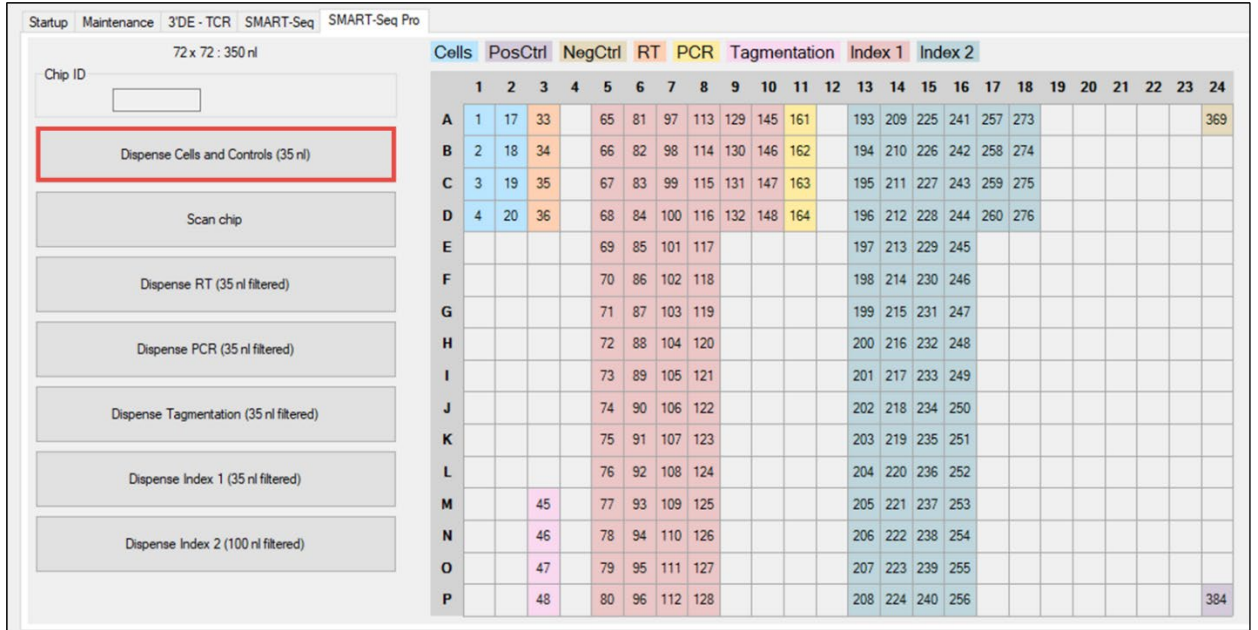 Startup Maintenance 3'DE - TCR SMART-Seq SMART-Seq Pro
72 x 72 : 350 nl
Chip ID
Dispense Cells and Controls (35 nl)
Scan chip
Dispense RT (35 nl filtered)
Dispense PCR (35 nl filtered)
Dispense Tagmentation (35 nl filtered)
Dispense Index 1 (35 nl filtered)
Dispense Index 2 (100 nl filtered)
Cells PosCtrl NegCtrl RT PCR Tagmentation Index 1 Index 2
1 2 3 4 5 6 7 8 9 10 11 12 13 14 15 16 17 18 19 20 21 22 23 24
A 1 17 33 65 81 97 113 129 145 161 193 209 225 241 257 273 369
B 2 18 34 66 82 98 114 130 146 162 194 210 226 242 258 274
C 3 19 35 67 83 99 115 131 147 163 195 211 227 243 259 275
D 4 20 36 68 84 100 116 132 148 164 196 212 228 244 260 276
E 69 85 101 117 197 213 229 245
F 70 86 102 118 198 214 230 246
G 71 87 103 119 199 215 231 247
H 72 88 104 120 200 216 232 248
I 73 89 105 121 201 217 233 249
J 74 90 106 122 202 218 234 250
K 75 91 107 123 203 219 235 251
L 76 92 108 124 204 220 236 252
M 45 77 93 109 125 205 221 237 253
N 46 78 94 110 126 206 222 238 254
O 47 79 95 111 127 207 223 239 255
P 48 80 96 112 128 208 224 240 256 384